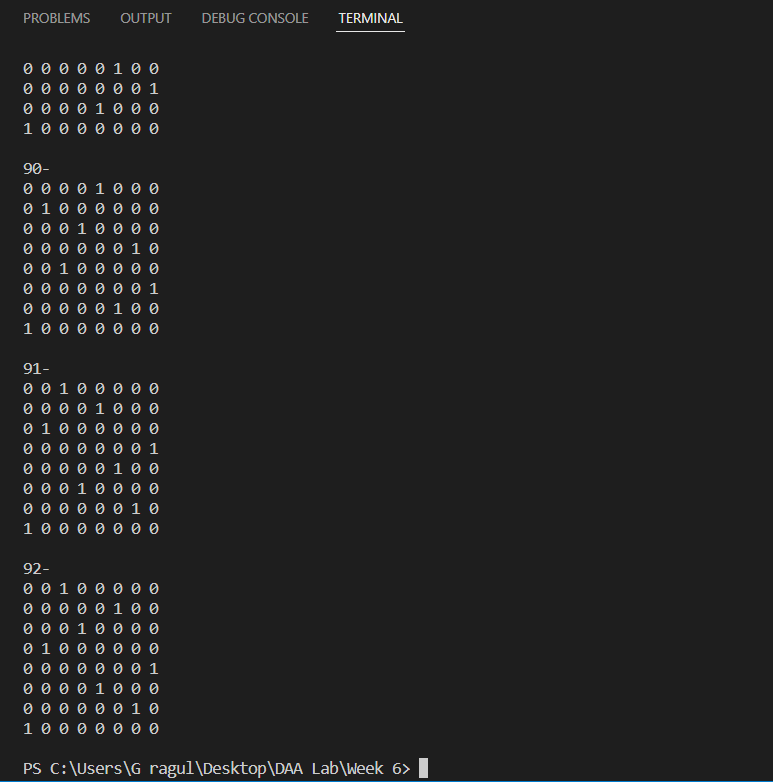 PROBLEMS OUTPUT DEBUG CONSOLE TERMINAL
0 0 0 0 0 1 0 0
0 0 0 0 0 0 0 1
0 0 0 0 1 0 0 0
1 0 0 0 0 0 0 0
90-
0 0 0 0 1 0 0 0
0 1 0 0 0 0 0 0
0 0 0 1 0 0 0 0
0 0 0 0 0 0 1 0
0 0 1 0 0 0 0 0
0 0 0 0 0 0 0 1
0 0 0 0 0 1 0 0
1 0 0 0 0 0 0 0
91-
0 0 1 0 0 0 0 0
0 0 0 0 1 0 0 0
0 1 0 0 0 0 0 0
0 0 0 0 0 0 0 1
0 0 0 0 0 1 0 0
0 0 0 1 0 0 0 0
0 0 0 0 0 0 1 0
1 0 0 0 0 0 0 0
92-
0 0 1 0 0 0 0 0
0 0 0 0 0 1 0 0
0 0 0 1 0 0 0 0
0 1 0 0 0 0 0 0
0 0 0 0 0 0 0 1
0 0 0 0 1 0 0 0
0 0 0 0 0 0 1 0
1 0 0 0 0 0 0 0
PS C:\Users\G ragul\Desktop\DAA Lab\Week 6>